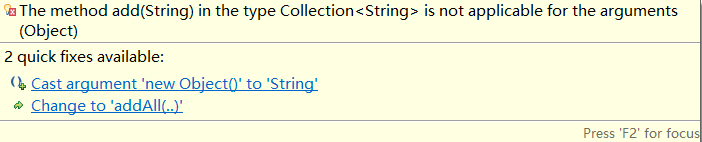 The method add(String) in the type Collection<String> is not applicable for the arguments
(Object)
2 quick fixes available:
Cast argument 'new Object()' to 'String'
Change to 'addAll(..)'
Press 'F2' for focus